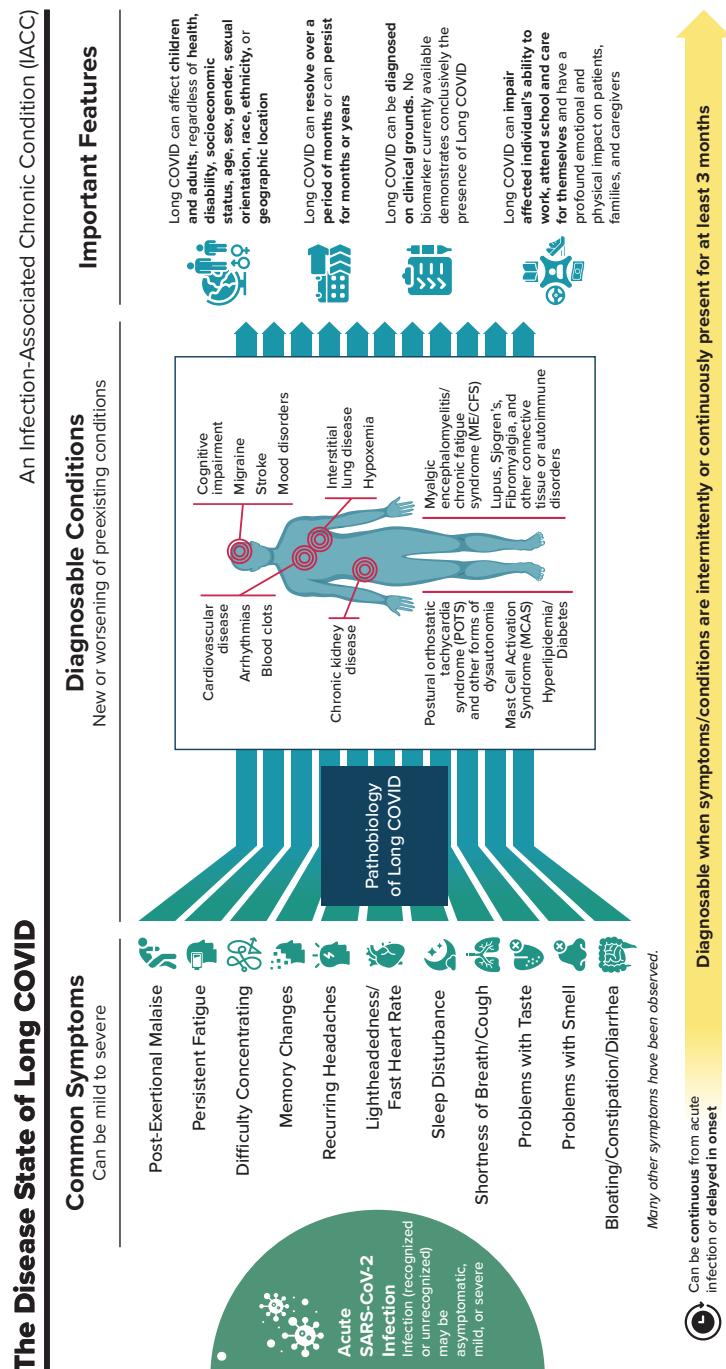 The Disease State of Long COVID
An Infection-Associated Chronic Condition (IACC)
Common Symptoms
Can be mild to severe
Diagnosable Conditions
New or worsening of preexisting conditions
Important Features
Acute
SARS-CoV-2
Infection
Infection (recognized
or unrecognized)
may be
asymptomatic,
mild, or severe
Post-Exertional Malaise
Persistent Fatigue
Difficulty Concentrating
Memory Changes
Recurring Headaches
Lightheadedness/
Fast Heart Rate
Sleep Disturbance
Shortness of Breath/Cough
Problems with Taste
Problems with Smell
Bloating/Constipation/Diarrhea
Many other symptoms have been observed.
Pathobiology
of Long COVID
Cardiovascular
disease
Arrhythmias
Blood clots
Chronic kidney
disease
Postural orthostatic
tachycardia
syndrome (POTS)
and other forms of
dysautonomia
Mast Cell Activation
Syndrome (MCAS)
Hyperlipidemia/
Diabetes
Cognitive
impairment
Migraine
Stroke
Mood disorders
Interstitial
lung disease
Hypoxemia
Myalgic
encephalomyelitis/
chronic fatigue
syndrome (ME/CFS)
Lupus, Sjogren's,
Fibromyalgia, and
other connective
tissue or autoimmune
disorders
Long COVID can affect children
and adults, regardless of health,
disability, socioeconomic
status, age, sex, gender, sexual
orientation, race, ethnicity, or
geographic location
Long COVID can resolve over a
period of months or can persist
for months or years
Long COVID can be diagnosed
on clinical grounds. No
biomarker currently available
demonstrates conclusively the
presence of Long COVID
Long COVID can impair
affected individual's ability to
work, attend school and care
for themselves and have a
profound emotional and
physical impact on patients,
families, and caregivers
Can be continuous from acute
infection or delayed in onset
Diagnosable when symptoms/conditions are intermittently or continuously present for at least 3 months